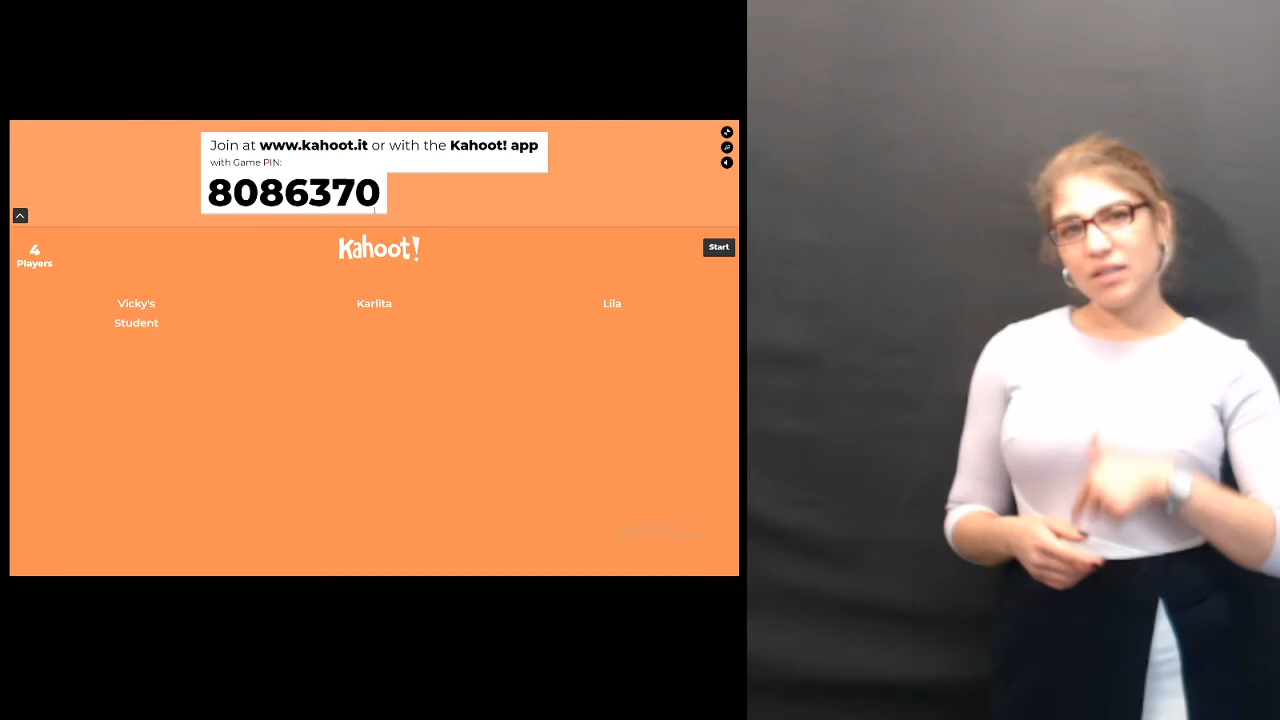 Join at www.kahoot.it or with the Kahoot! app
with Game PIN:
8086370
4
Players
Kahoot!
Start
Vicky's
Karlita
Lila
Student